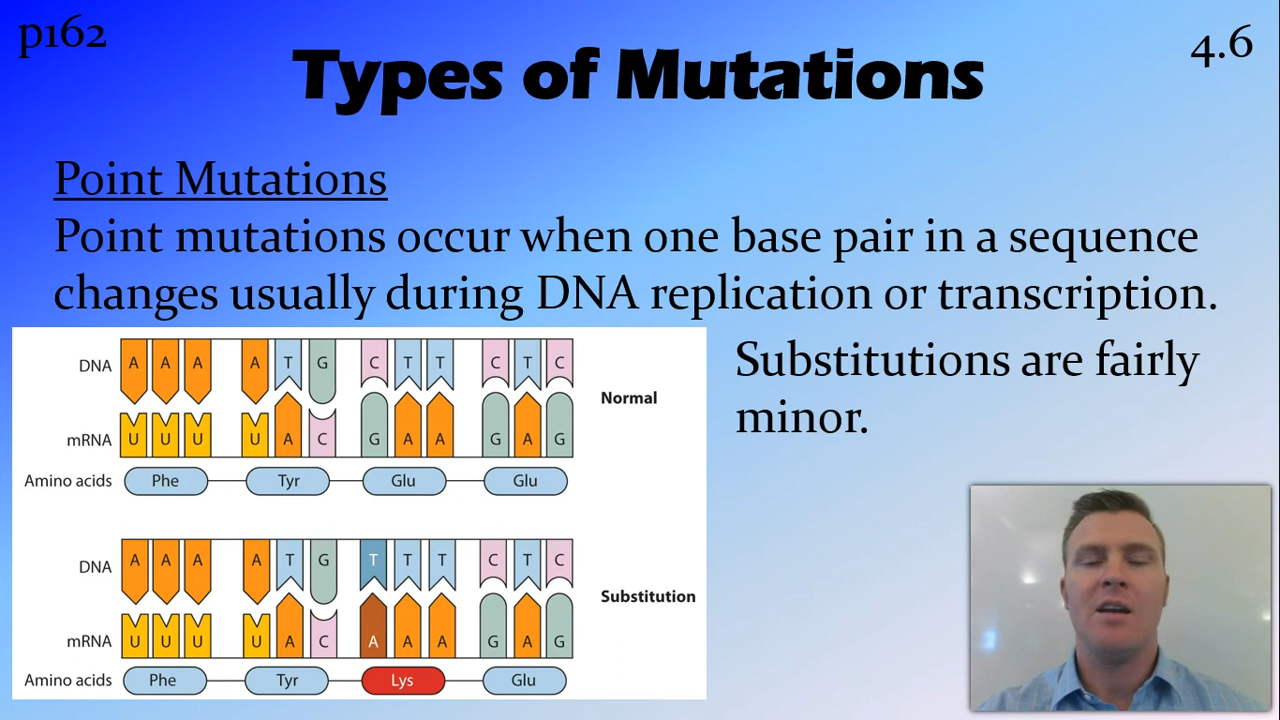 p162
4.6
Types of Mutations
Point Mutations
Point mutations occur when one base pair in a sequence
changes usually during DNA replication or transcription.
Substitutions are fairly
minor.
DNA A A A A T G C T T C T C
Normal
mRNA U U U U A C G A A G A G
Amino acids Phe Tyr Glu Glu
DNA A A A A T G T T T C T C
Substitution
mRNA U U U U A C A A A G A G
Amino acids Phe Tyr Lys Glu